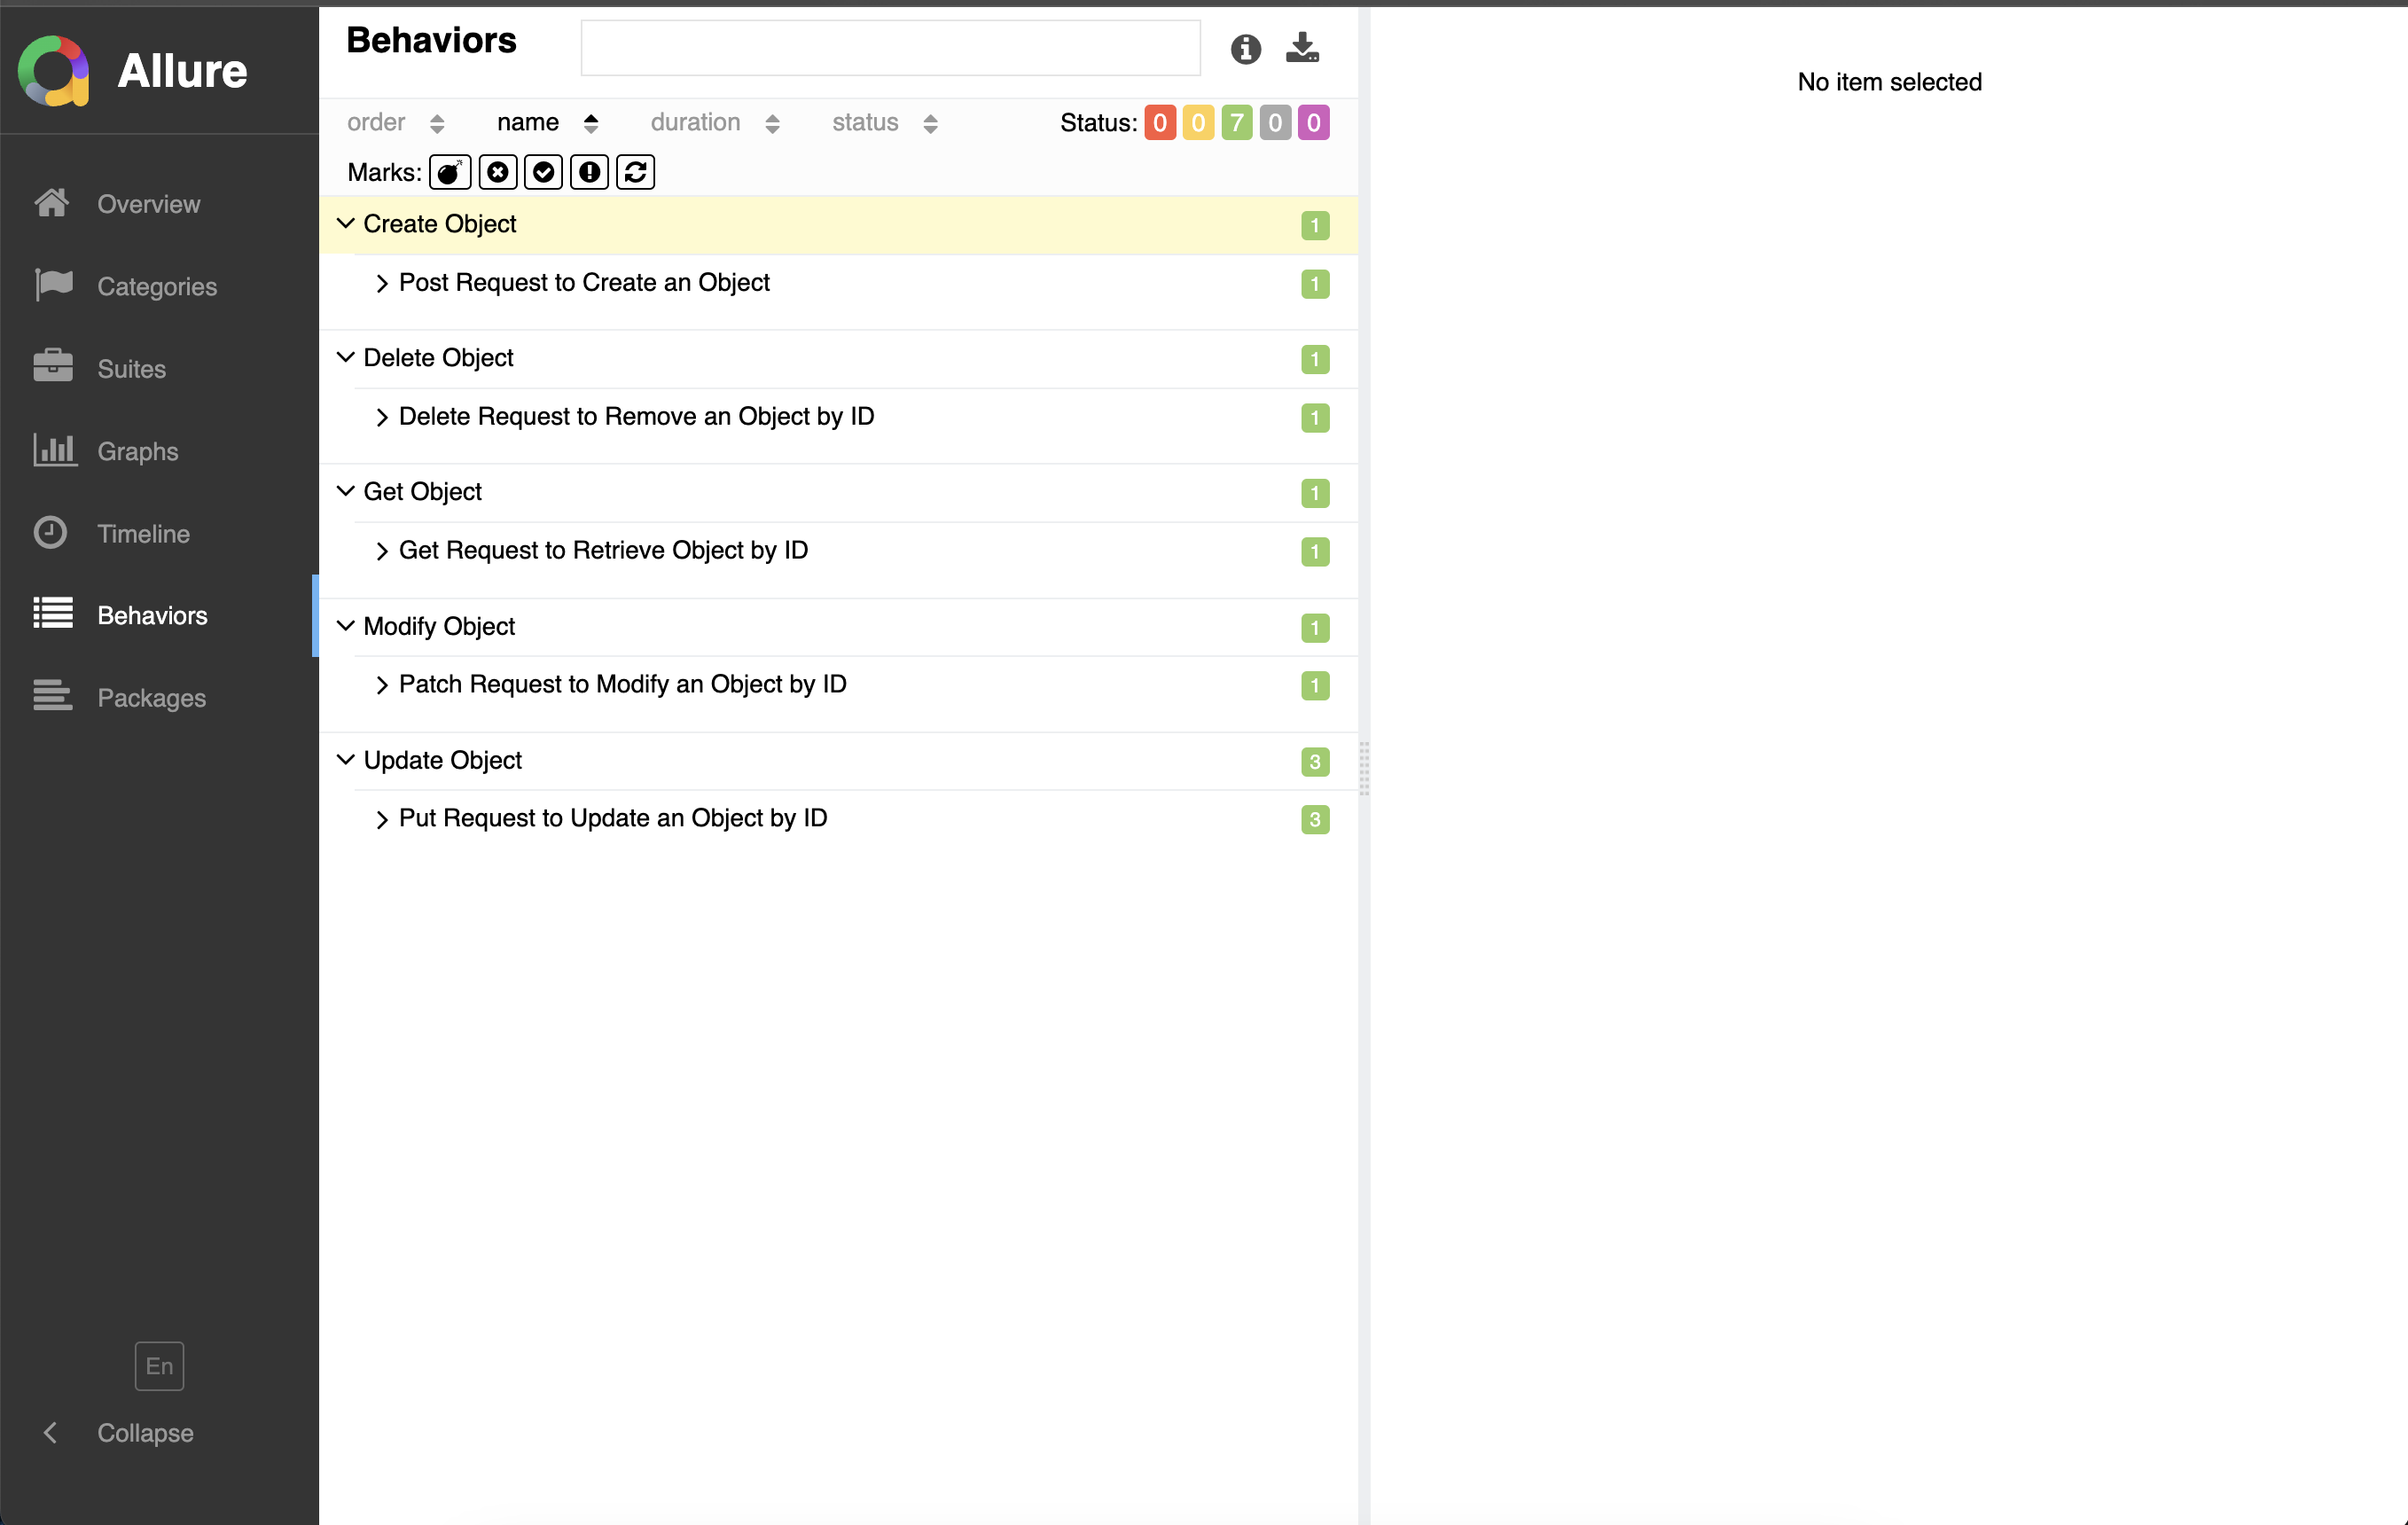 Allure
Overview
Categories
Suites
Graphs
Timeline
Behaviors
Packages
En
Collapse
Behaviors
order name duration status Status: 0 0 7 0 0
Marks:
Create Object 1
Post Request to Create an Object 1
Delete Object 1
Delete Request to Remove an Object by ID 1
Get Object 1
Get Request to Retrieve Object by ID 1
Modify Object 1
Patch Request to Modify an Object by ID 1
Update Object 3
Put Request to Update an Object by ID 3
No item selected